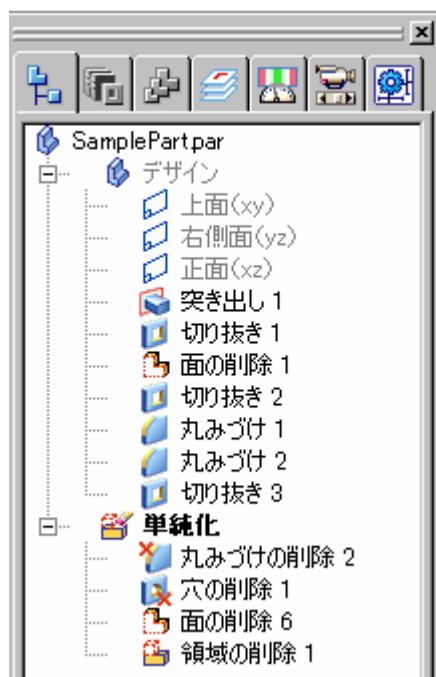 SamplePart.par
デザイン
上面(xy)
右側面(yz)
正面(xz)
突き出し 1
切り抜き 1
面の削除 1
切り抜き 2
丸みづけ 1
丸みづけ 2
切り抜き 3
単純化
丸みづけの削除 2
穴の削除 1
面の削除 6
領域の削除 1